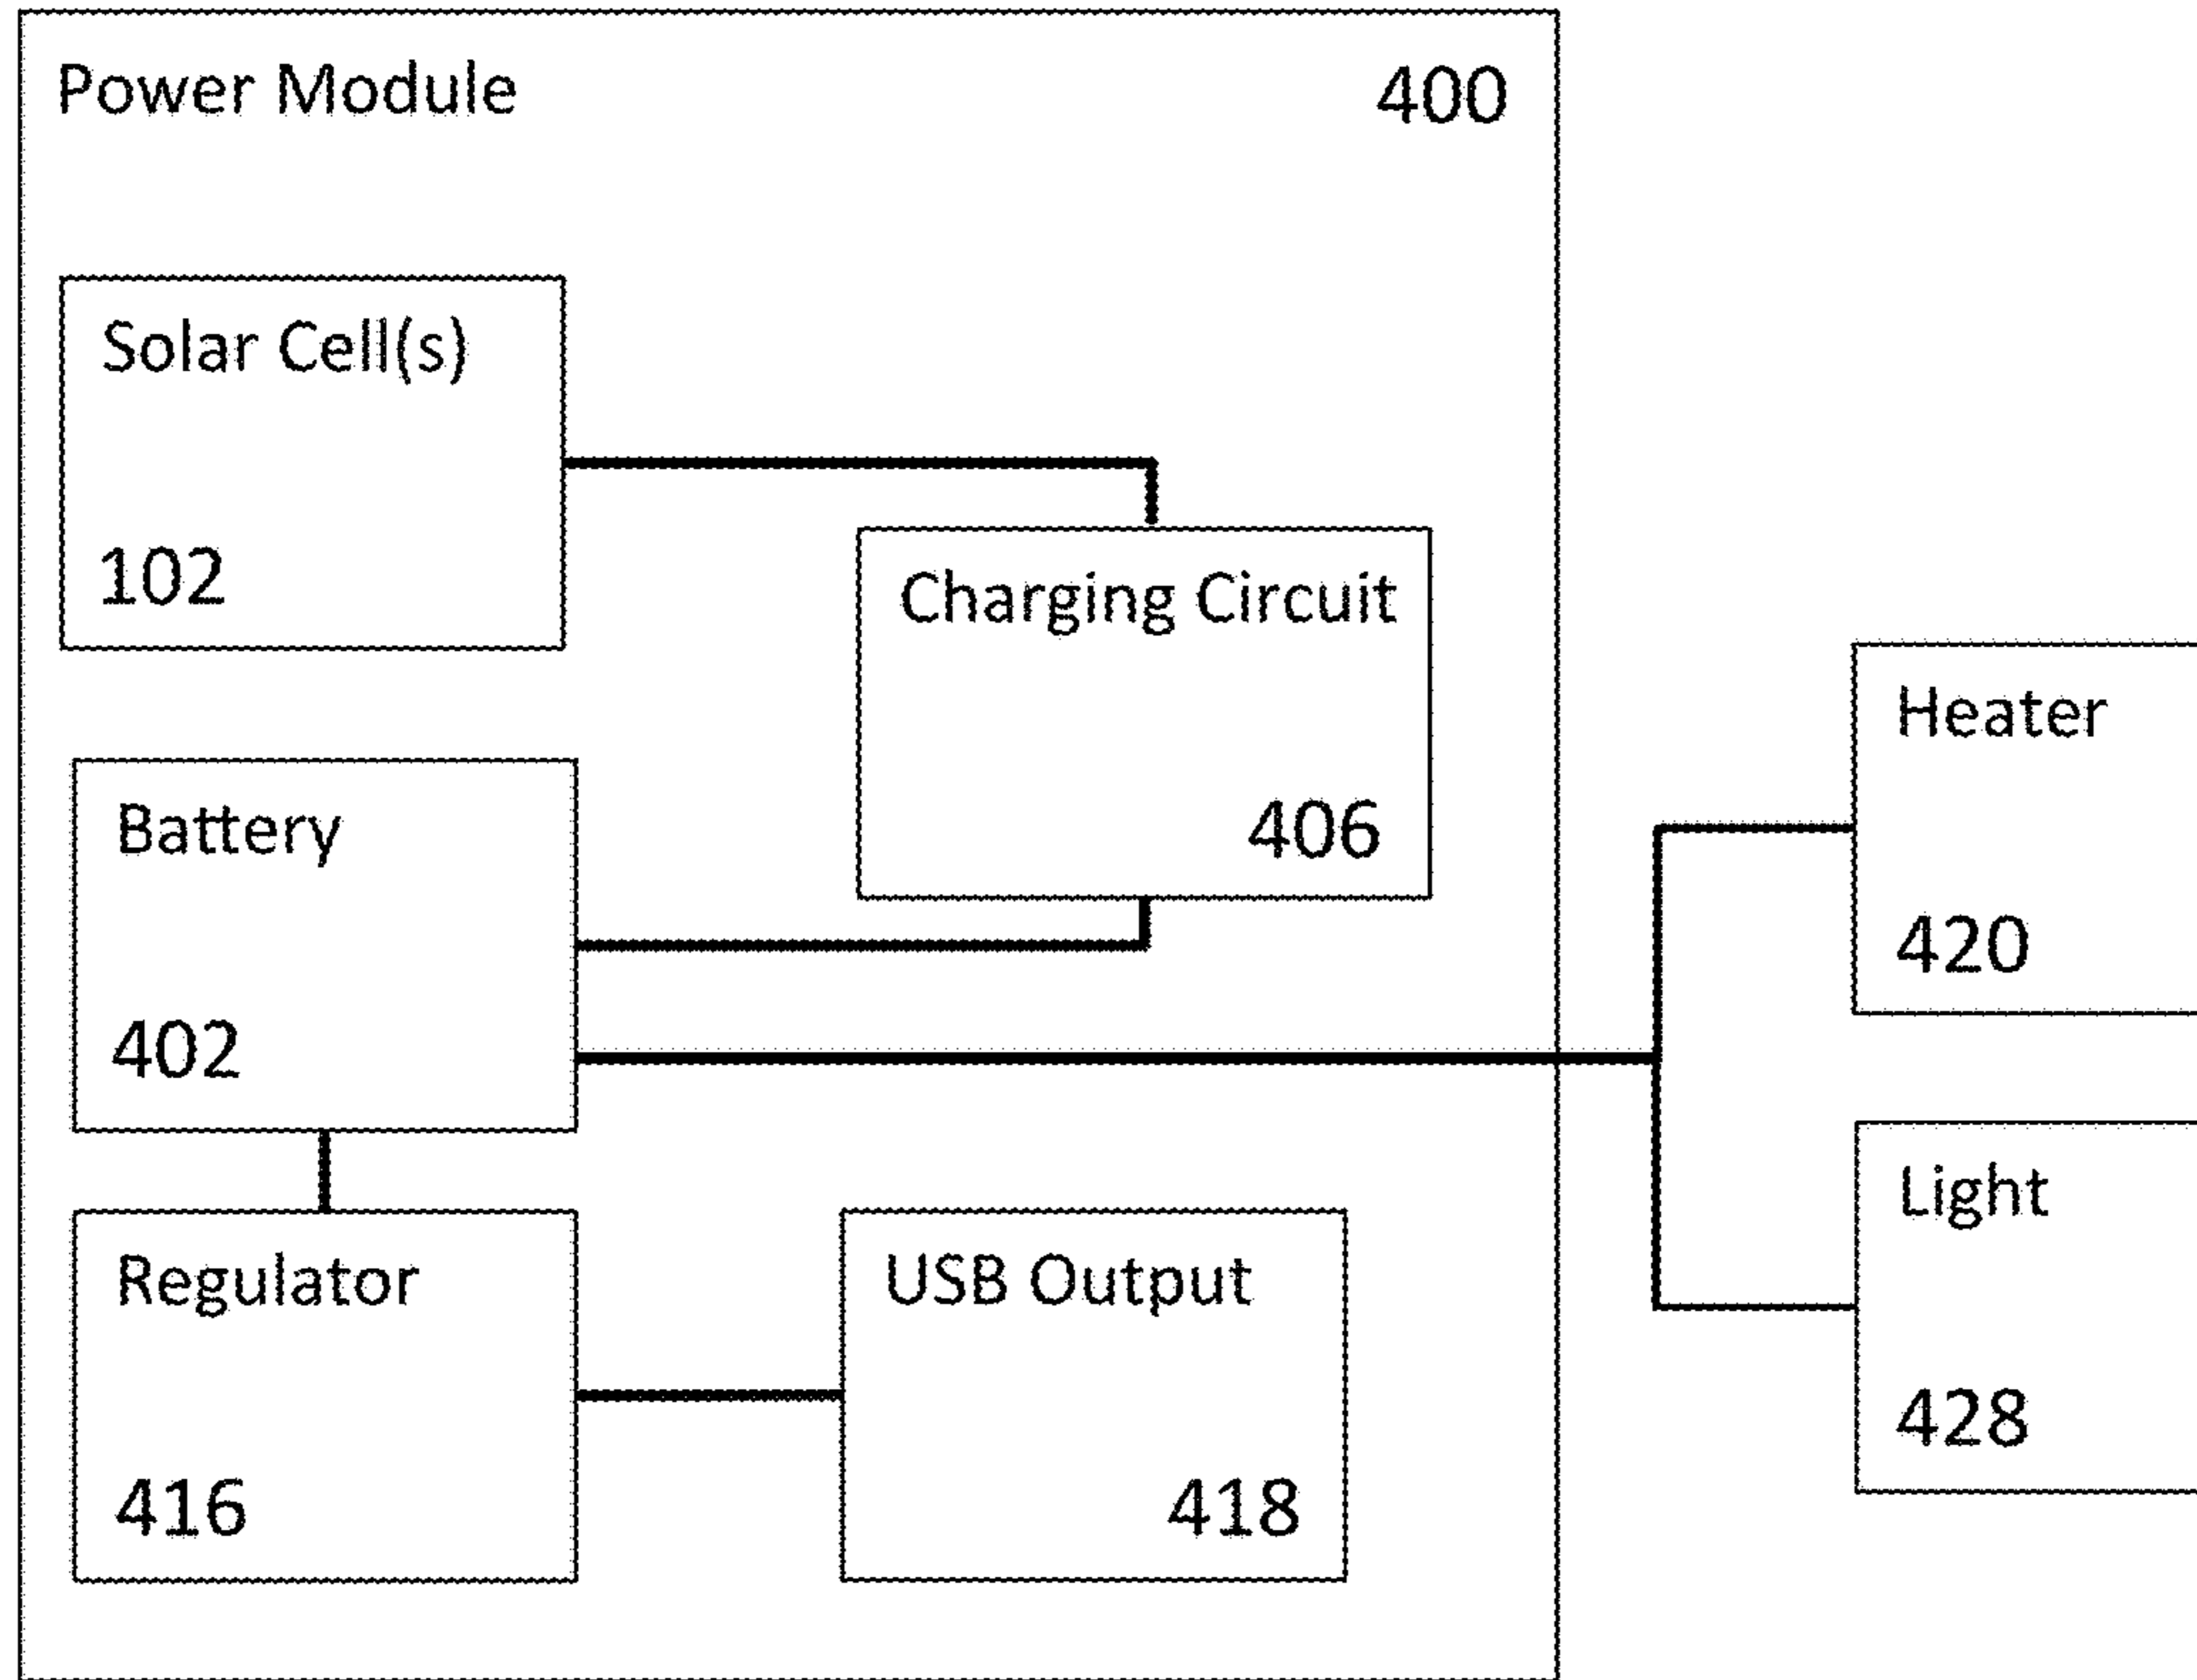 Power Module
400
Solar Cell(s)
102
Charging Circuit
406
Battery
402
Heater
420
Regulator
416
USB Output
418
Light
428